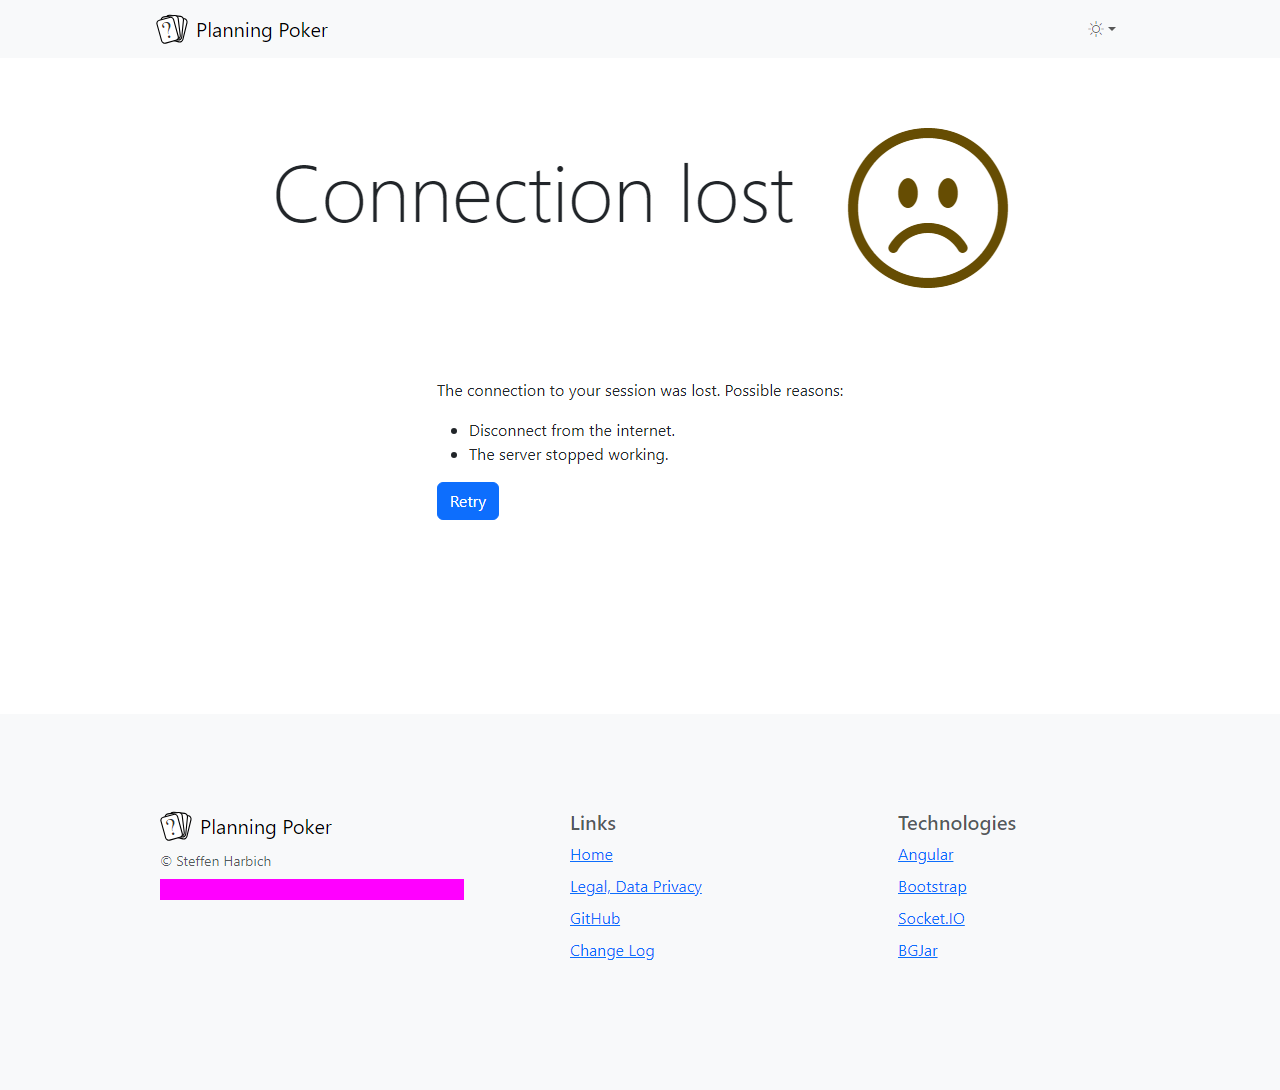 Planning Poker
Connection lost
The connection to your session was lost. Possible reasons:
Disconnect from the internet.
The server stopped working.
Retry
Planning Poker
© Steffen Harbich
Links
Home
Legal, Data Privacy
GitHub
Change Log
Technologies
Angular
Bootstrap
Socket.IO
BGJar